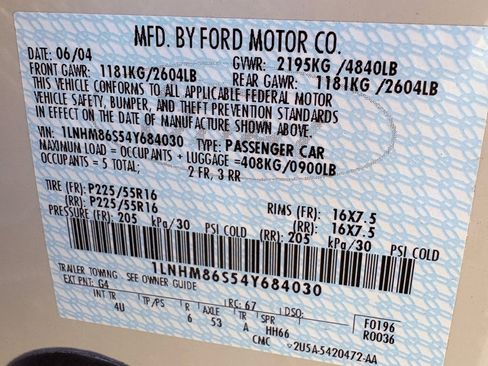 MFD. BY FORD MOTOR CO.
DATE: 06/04 GVWR: 2195KG /4840LB
FRONT GAWR: 1181KG/2604LB REAR GAWR: 1181KG/2604LB
THIS VEHICLE CONFORMS TO ALL APPLICABLE FEDERAL MOTOR
VEHICLE SAFETY, BUMPER, AND THEFT PREVENTION STANDARDS
IN EFFECT ON THE DATE OF MANUFACTURE SHOWN ABOVE.
VIN: 1LNHM86S54Y684030 TYPE: PASSENGER CAR
MAXIMUM LOAD = OCCUPANTS + LUGGAGE =408KG/0900LB
OCCUPANTS = 5 TOTAL; 2 FR, 3 RR
TIRE (FR): P225/55R16 RIMS (FR): 16X7.5
(RR): P225/55R16 (RR): 16X7.5
PRESSURE (FR): 205 kPa/30 PSI COLD (RR): 205 kPa/30 PSI COLD
1LNHM86S54Y684030
TRAILER TOWING SEE OWNER GUIDE
EXT PNT: G4 RC: 67 DSO: F0196
INT TR TP/PS R AXLE TR SPR R0036
4U 6 53 A HH66
CMC 2U5A-5420472-AA